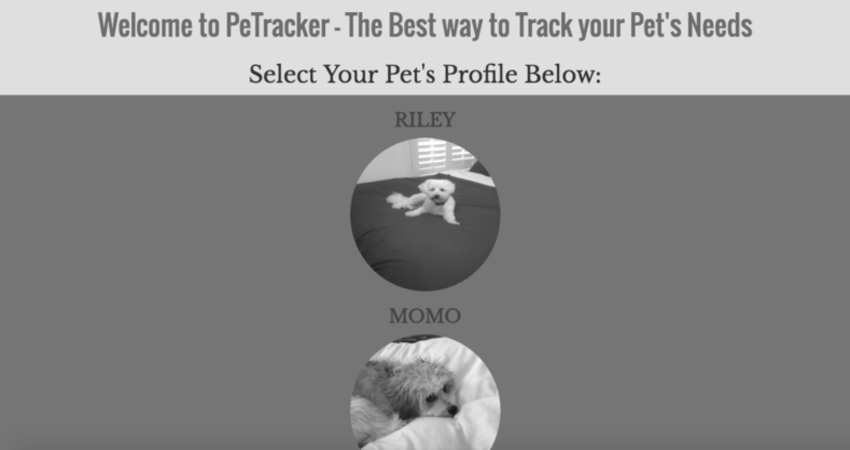 Welcome to PeTracker - The Best way to Track your Pet's Needs
Select Your Pet's Profile Below:
RILEY
MOMO